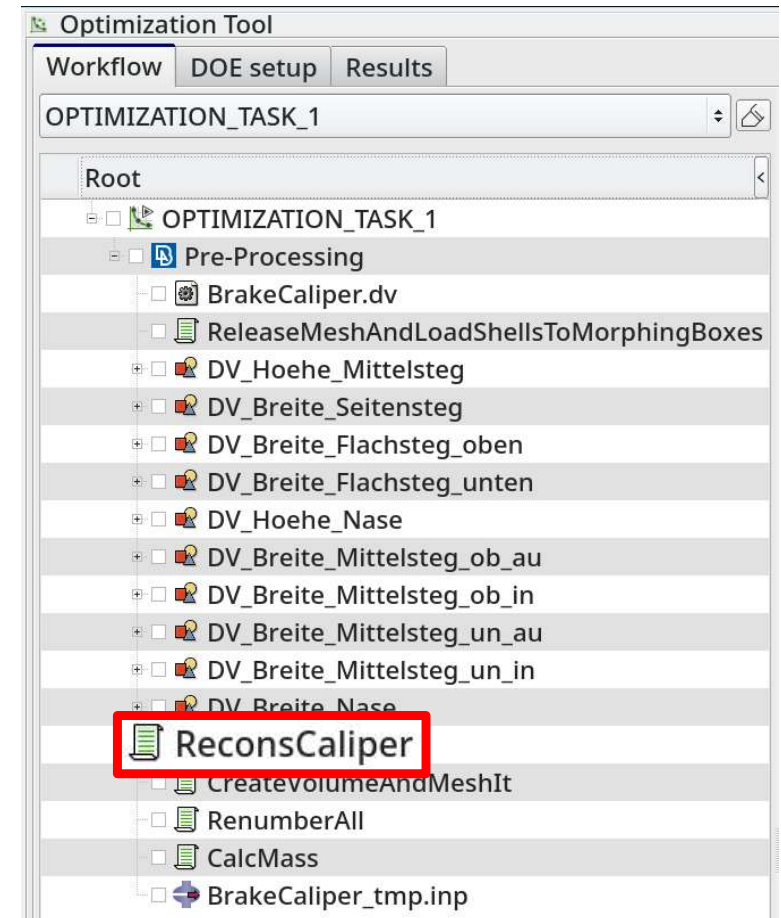 Optimization Tool
Workflow DOE setup Results
OPTIMIZATION_TASK_1
Root
OPTIMIZATION_TASK_1
Pre-Processing
BrakeCaliper.dv
ReleaseMeshAndLoadShellsToMorphingBoxes
DV_Hoehe_Mittelsteg
DV_Breite_Seitensteg
DV_Breite_Flachsteg_oben
DV_Breite_Flachsteg_unten
DV_Hoehe_Nase
DV_Breite_Mittelsteg_ob_au
DV_Breite_Mittelsteg_ob_in
DV_Breite_Mittelsteg_un_au
DV_Breite_Mittelsteg_un_in
DV_Breite_Nase
ReconsCaliper
CreateVolumeAndMeshIt
RenumberAll
CalcMass
BrakeCaliper_tmp.inp